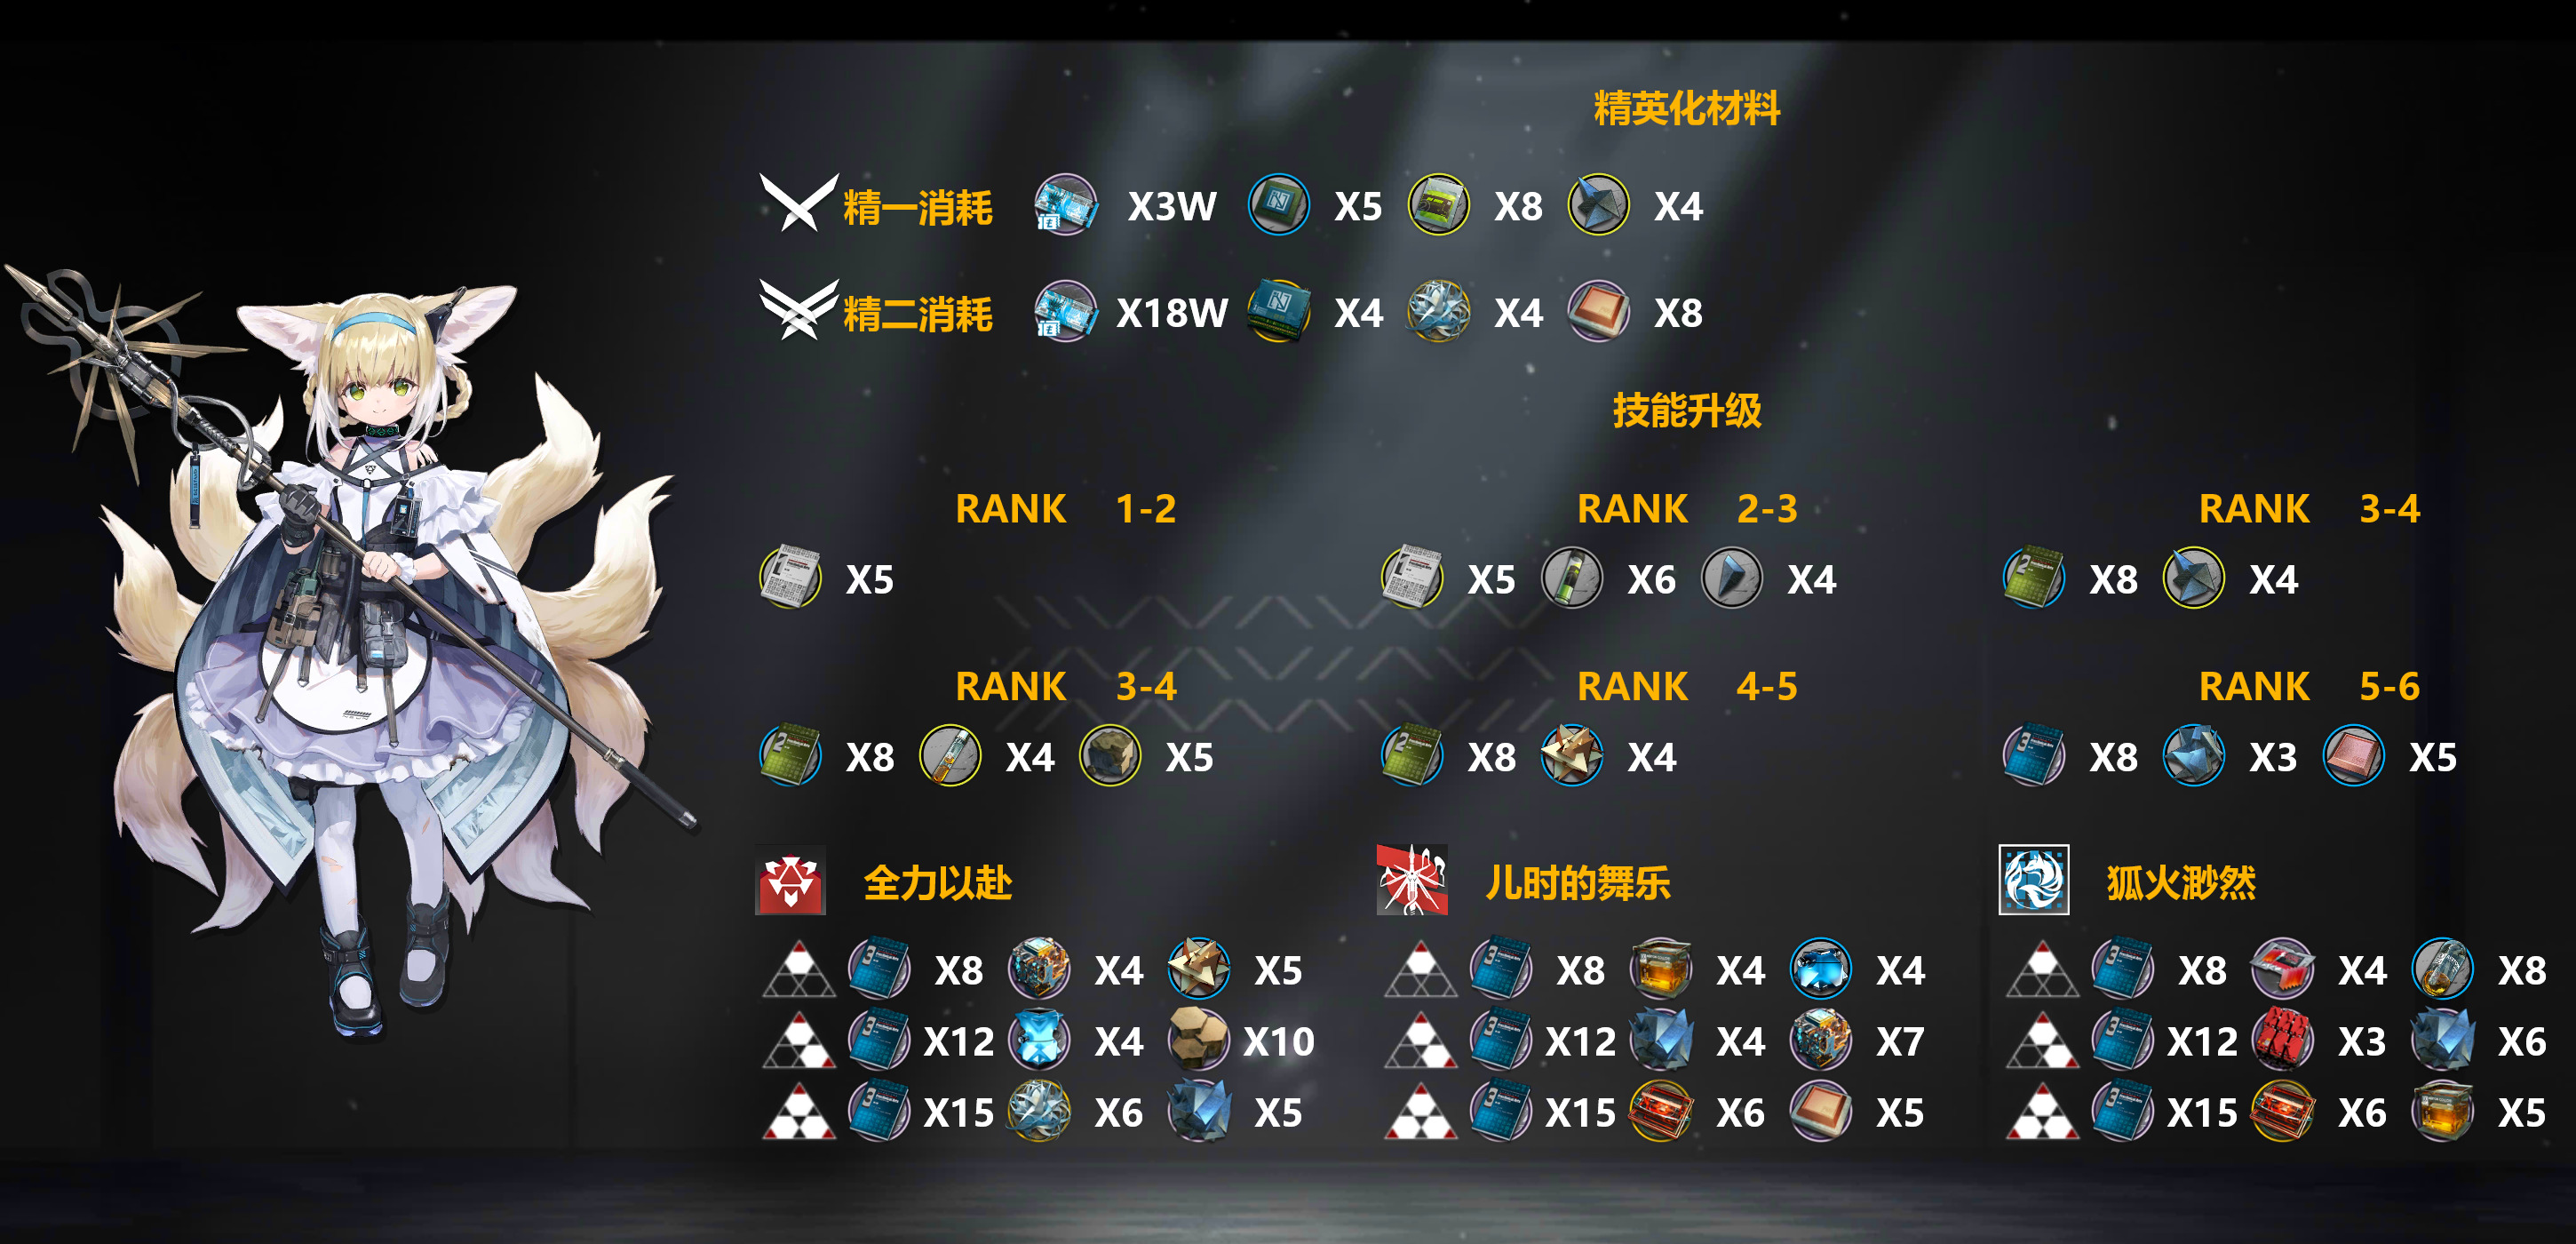 精英化材料
精一消耗 X3W X5 X8 X4
精二消耗 X18W X4 X4 X8
技能升级
RANK 1-2 RANK 2-3 RANK 3-4
X5 X5 X6 X4 X8 X4
RANK 3-4 RANK 4-5 RANK 5-6
X8 X4 X5 X8 X4 X8 X3 X5
全力以赴 儿时的舞乐 狐火渺然
X8 X4 X5 X8 X4 X4 X8 X4 X8
X12 X4 X10 X12 X4 X7 X12 X3 X6
X15 X6 X5 X15 X6 X5 X15 X6 X5